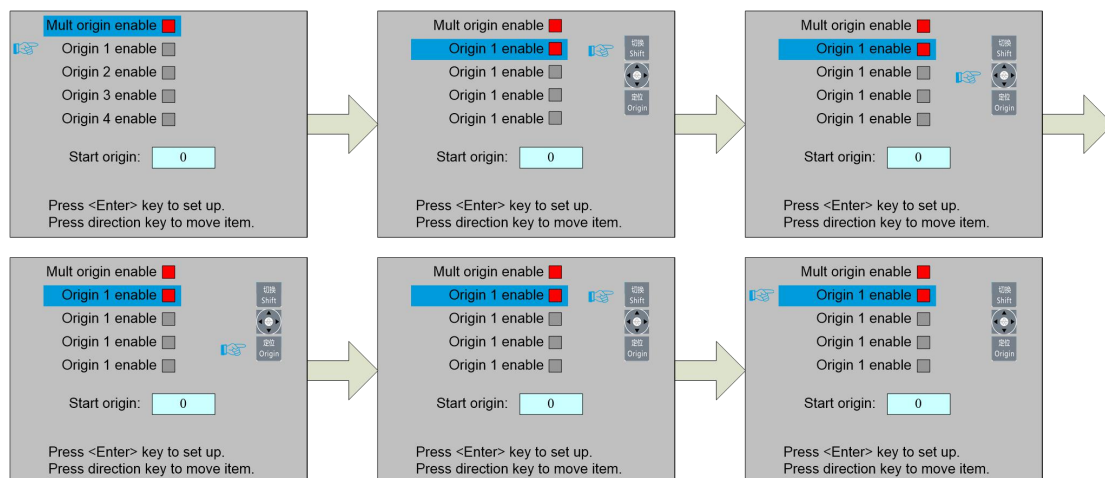 Mult origin enable
Origin 1 enable
Origin 2 enable
Origin 3 enable
Origin 4 enable
Start origin: 0
Press <Enter> key to set up.
Press direction key to move item.
Mult origin enable
Origin 1 enable
Origin 1 enable
Origin 1 enable
Origin 1 enable
切换
Shift
定位
Origin
Start origin: 0
Press <Enter> key to set up.
Press direction key to move item.
Mult origin enable
Origin 1 enable
Origin 1 enable
Origin 1 enable
Origin 1 enable
切换
Shift
定位
Origin
Start origin: 0
Press <Enter> key to set up.
Press direction key to move item.
Mult origin enable
Origin 1 enable
Origin 1 enable
Origin 1 enable
Origin 1 enable
切换
Shift
定位
Origin
Start origin: 0
Press <Enter> key to set up.
Press direction key to move item.
Mult origin enable
Origin 1 enable
Origin 1 enable
Origin 1 enable
Origin 1 enable
切换
Shift
定位
Origin
Start origin: 0
Press <Enter> key to set up.
Press direction key to move item.
Mult origin enable
Origin 1 enable
Origin 1 enable
Origin 1 enable
Origin 1 enable
切换
Shift
定位
Origin
Start origin: 0
Press <Enter> key to set up.
Press direction key to move item.